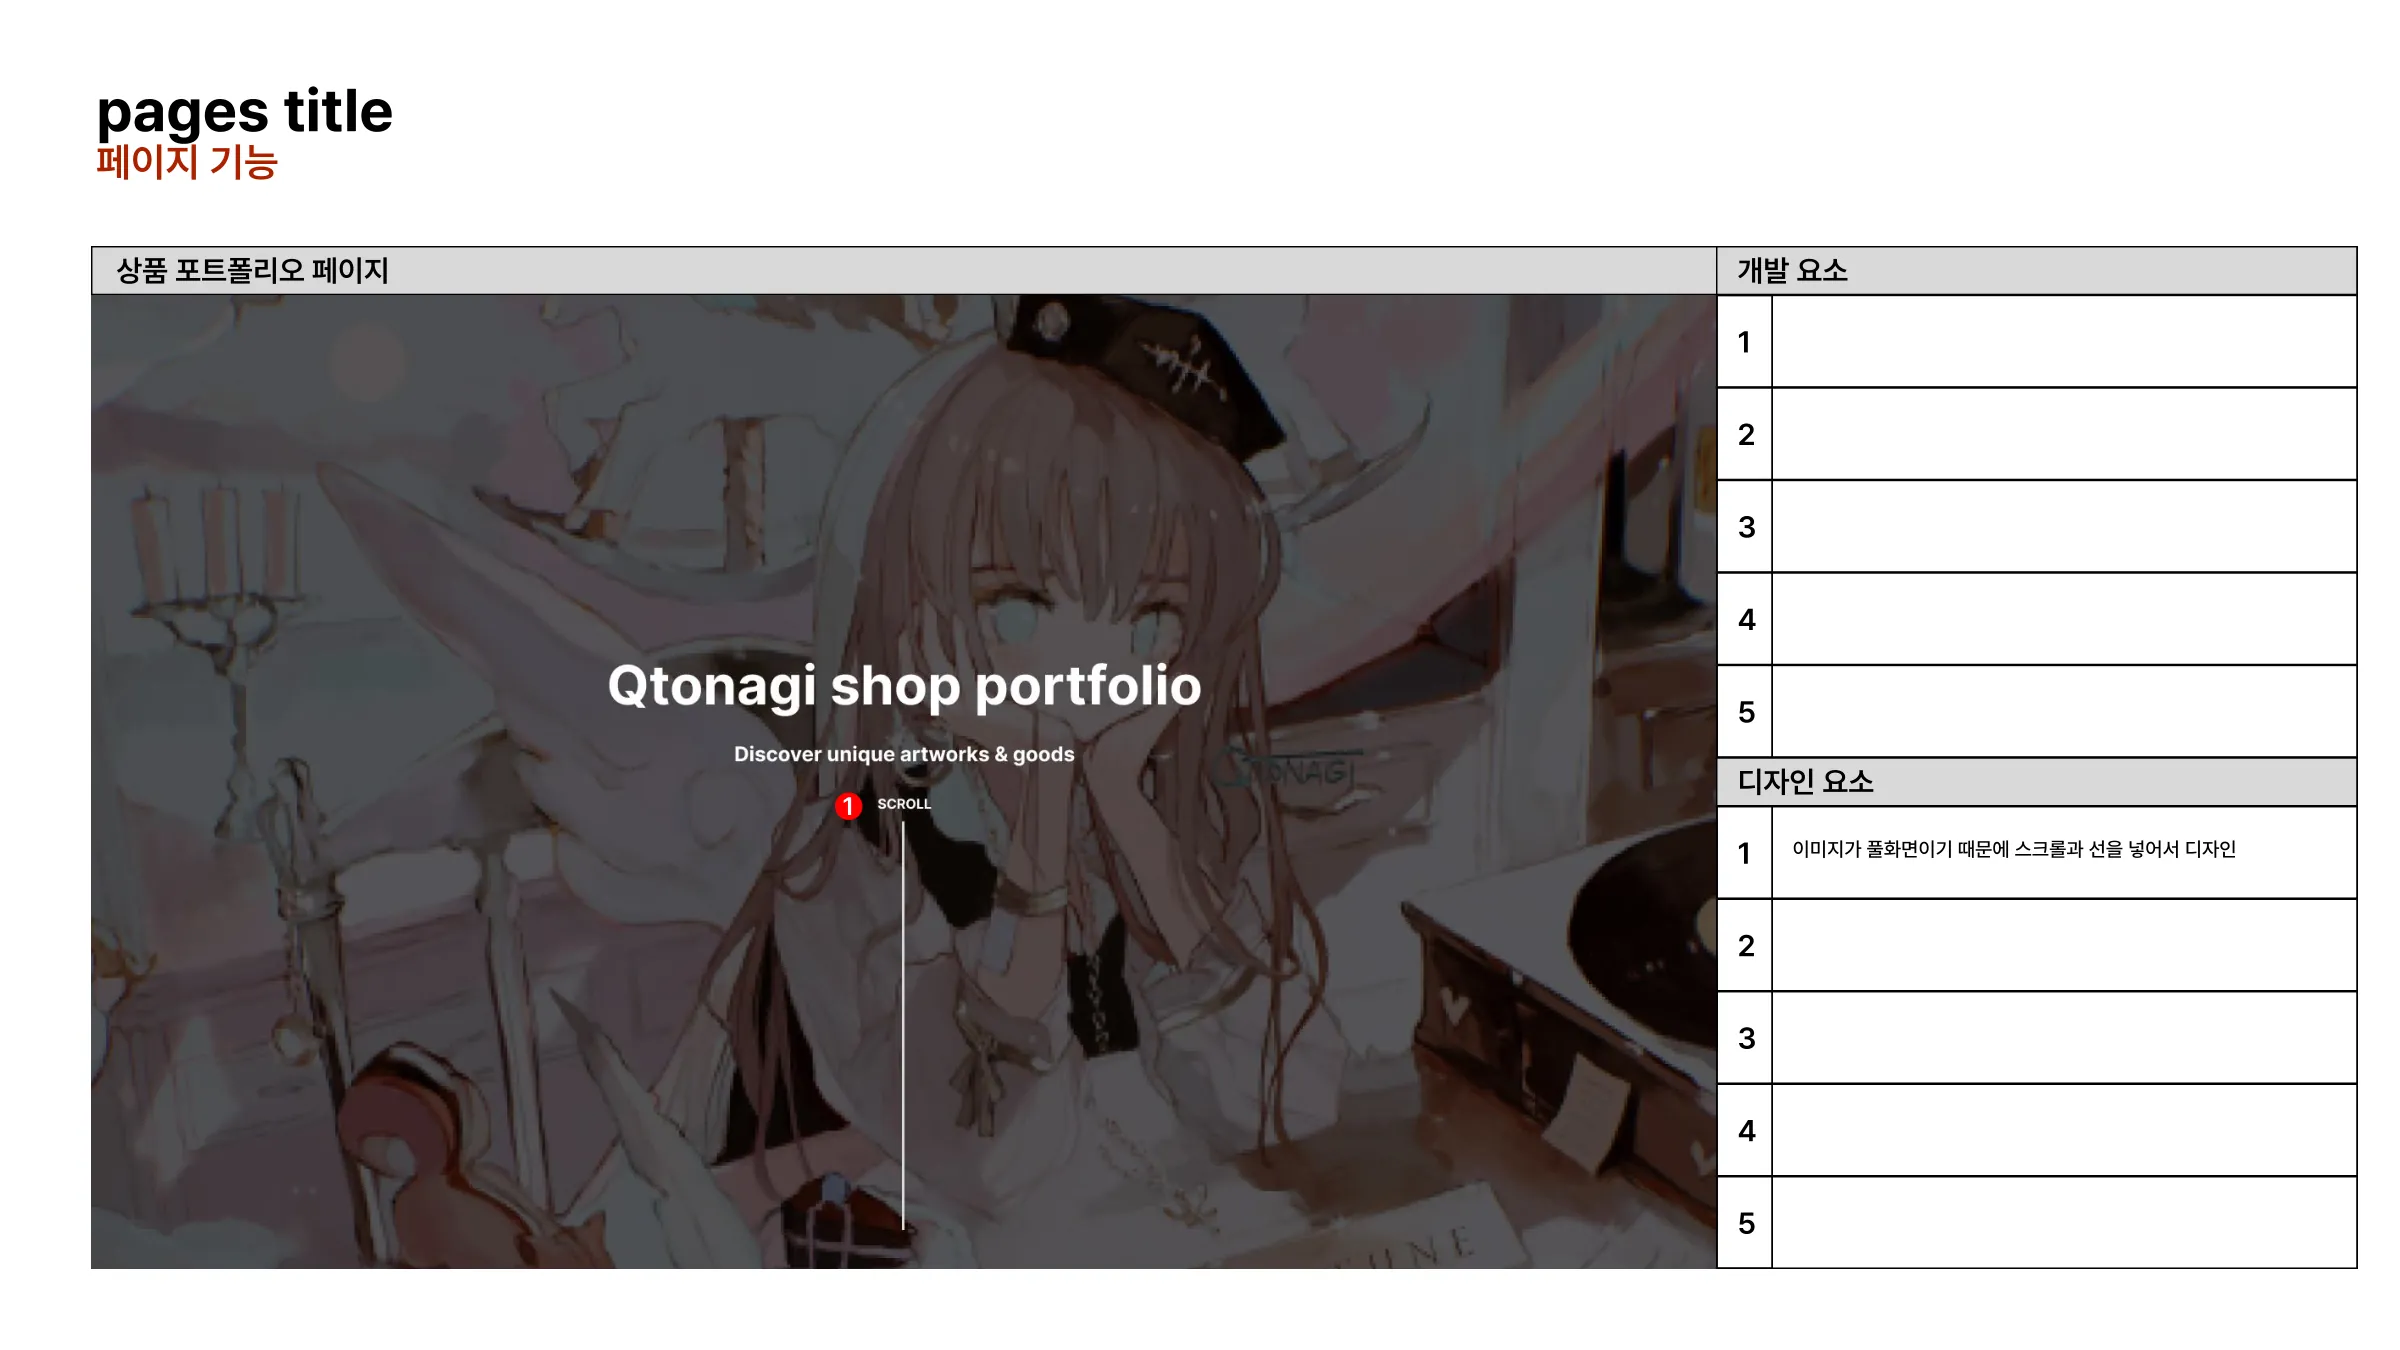 pages title
페이지 기능
상품 포트폴리오 페이지
Qtonagi shop portfolio
Discover unique artworks & goods
1 SCROLL
QTONAGI
개발 요소
1
2
3
4
5
디자인 요소
1 이미지가 풀화면이기 때문에 스크롤과 선을 넣어서 디자인
2
3
4
5